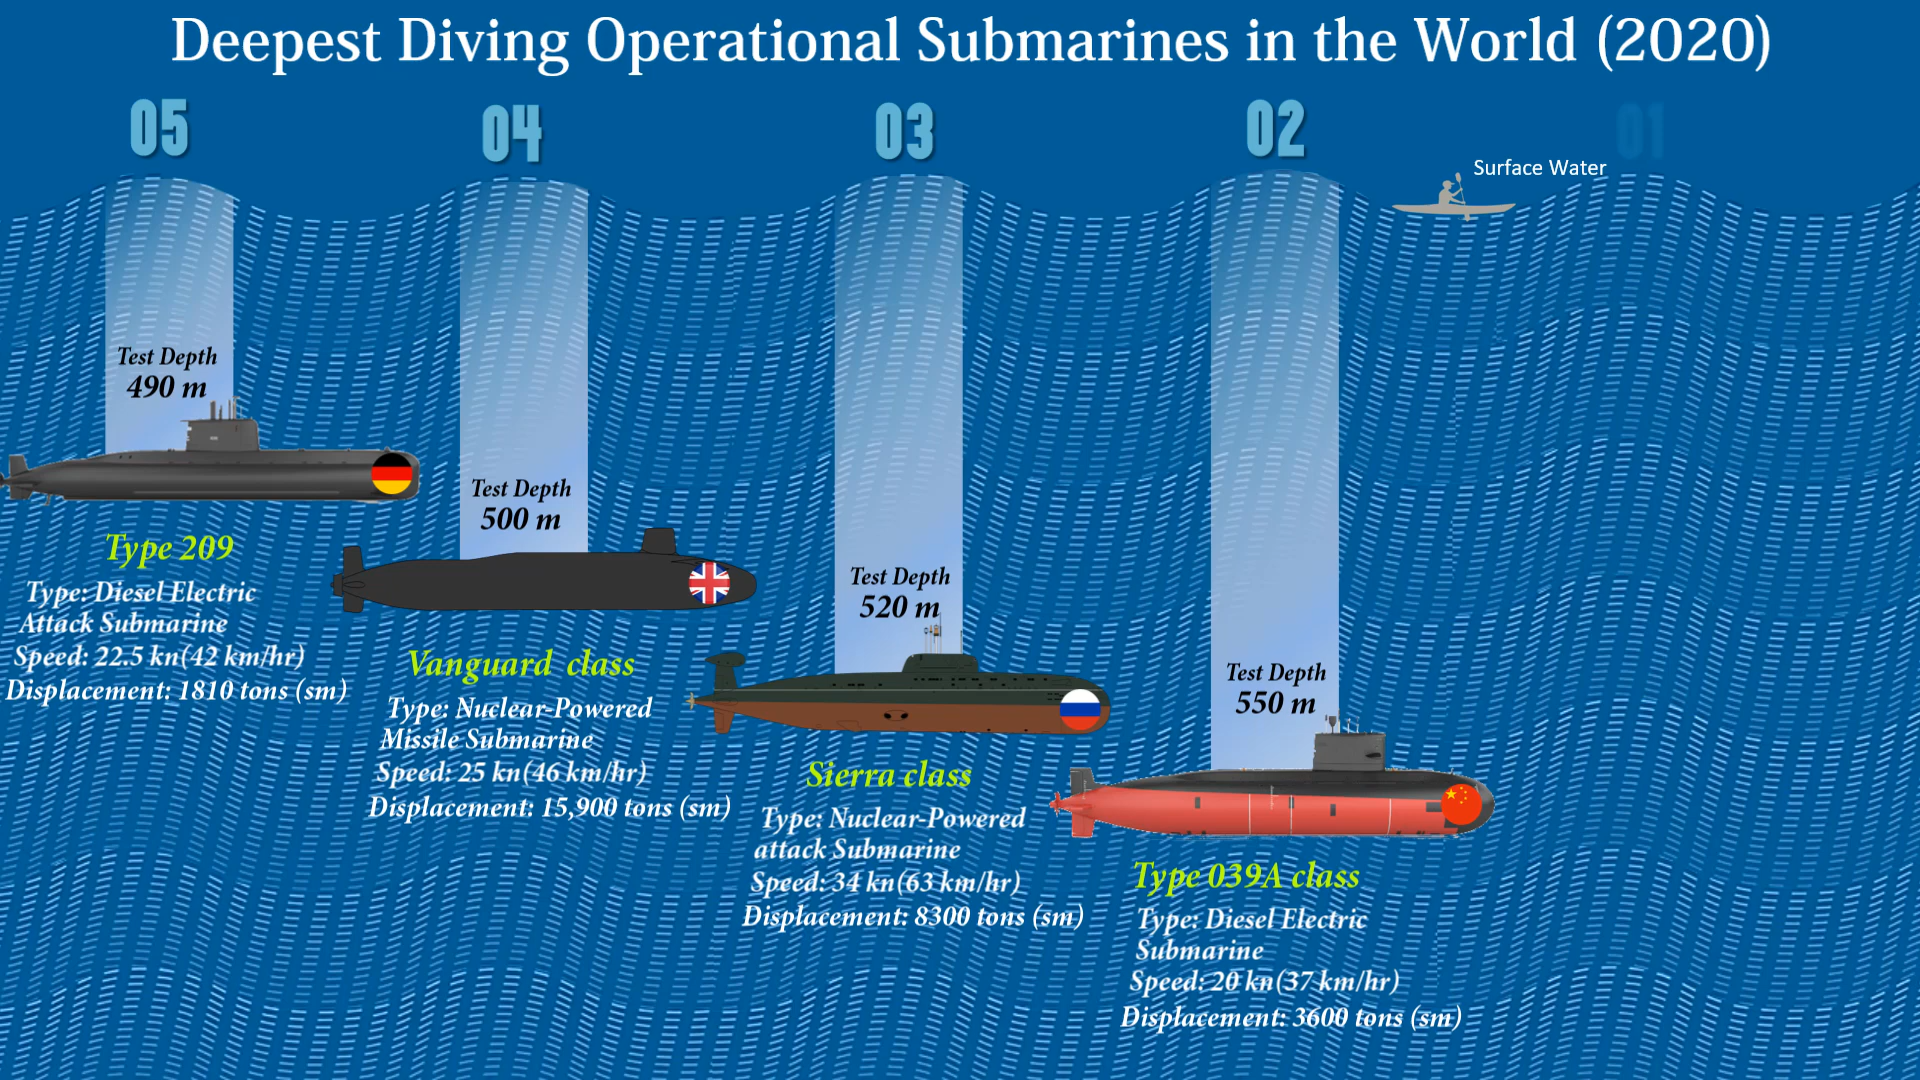 Deepest Diving Operational Submarines in the World (2020)
05
04
03
02
01
Surface Water
Test Depth
490 m
Type 209
Type: Diesel Electric
Attack Submarine
Speed: 22.5 kn(42 km/hr)
Displacement: 1810 tons (sm)
Test Depth
500 m
Vanguard class
Type: Nuclear-Powered
Missile Submarine
Speed: 25 kn(46 km/hr)
Displacement: 15,900 tons (sm)
Test Depth
520 m
Sierra class
Type: Nuclear-Powered
attack Submarine
Speed: 34 kn(63 km/hr)
Displacement: 8300 tons (sm)
Test Depth
550 m
Type 039A class
Type: Diesel Electric
Submarine
Speed: 20 kn(37 km/hr)
Displacement: 3600 tons (sm)